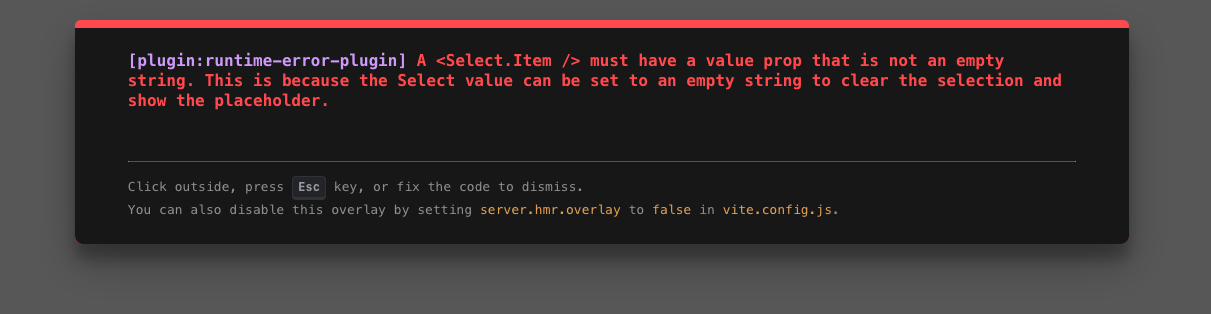 [plugin:runtime-error-plugin] A <Select.Item /> must have a value prop that is not an empty
string. This is because the Select value can be set to an empty string to clear the selection and
show the placeholder.
Click outside, press Esc key, or fix the code to dismiss.
You can also disable this overlay by setting server.hmr.overlay to false in vite.config.js.